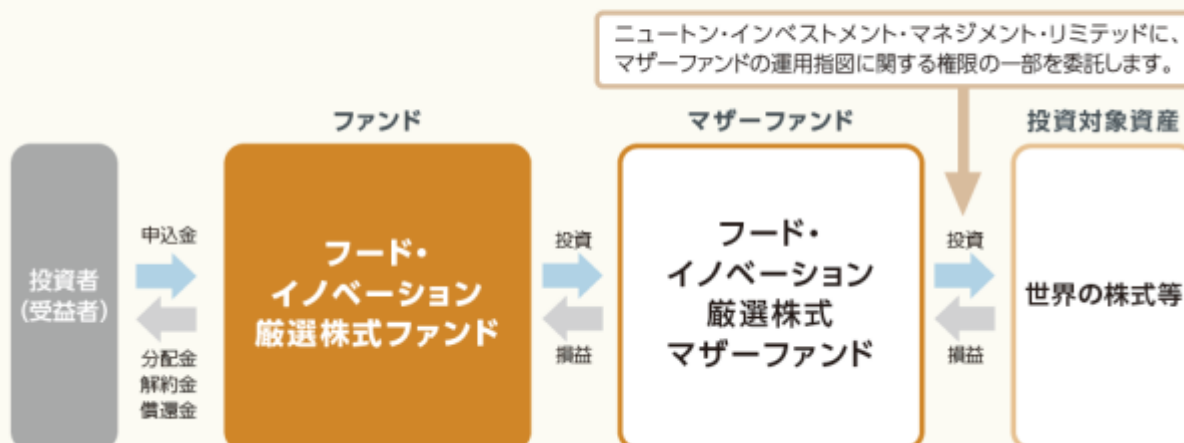 ニュートン・インベストメント・マネジメント・リミテッドに、
マザーファンドの運用指図に関する権限の一部を委託します。
ファンド
マザーファンド
投資対象資産
投資者
(受益者)
申込金
分配金
解約金
償還金
フード・
イノベーション
厳選株式ファンド
投資
損益
フード・
イノベーション
厳選株式
マザーファンド
投資
損益
世界の株式等